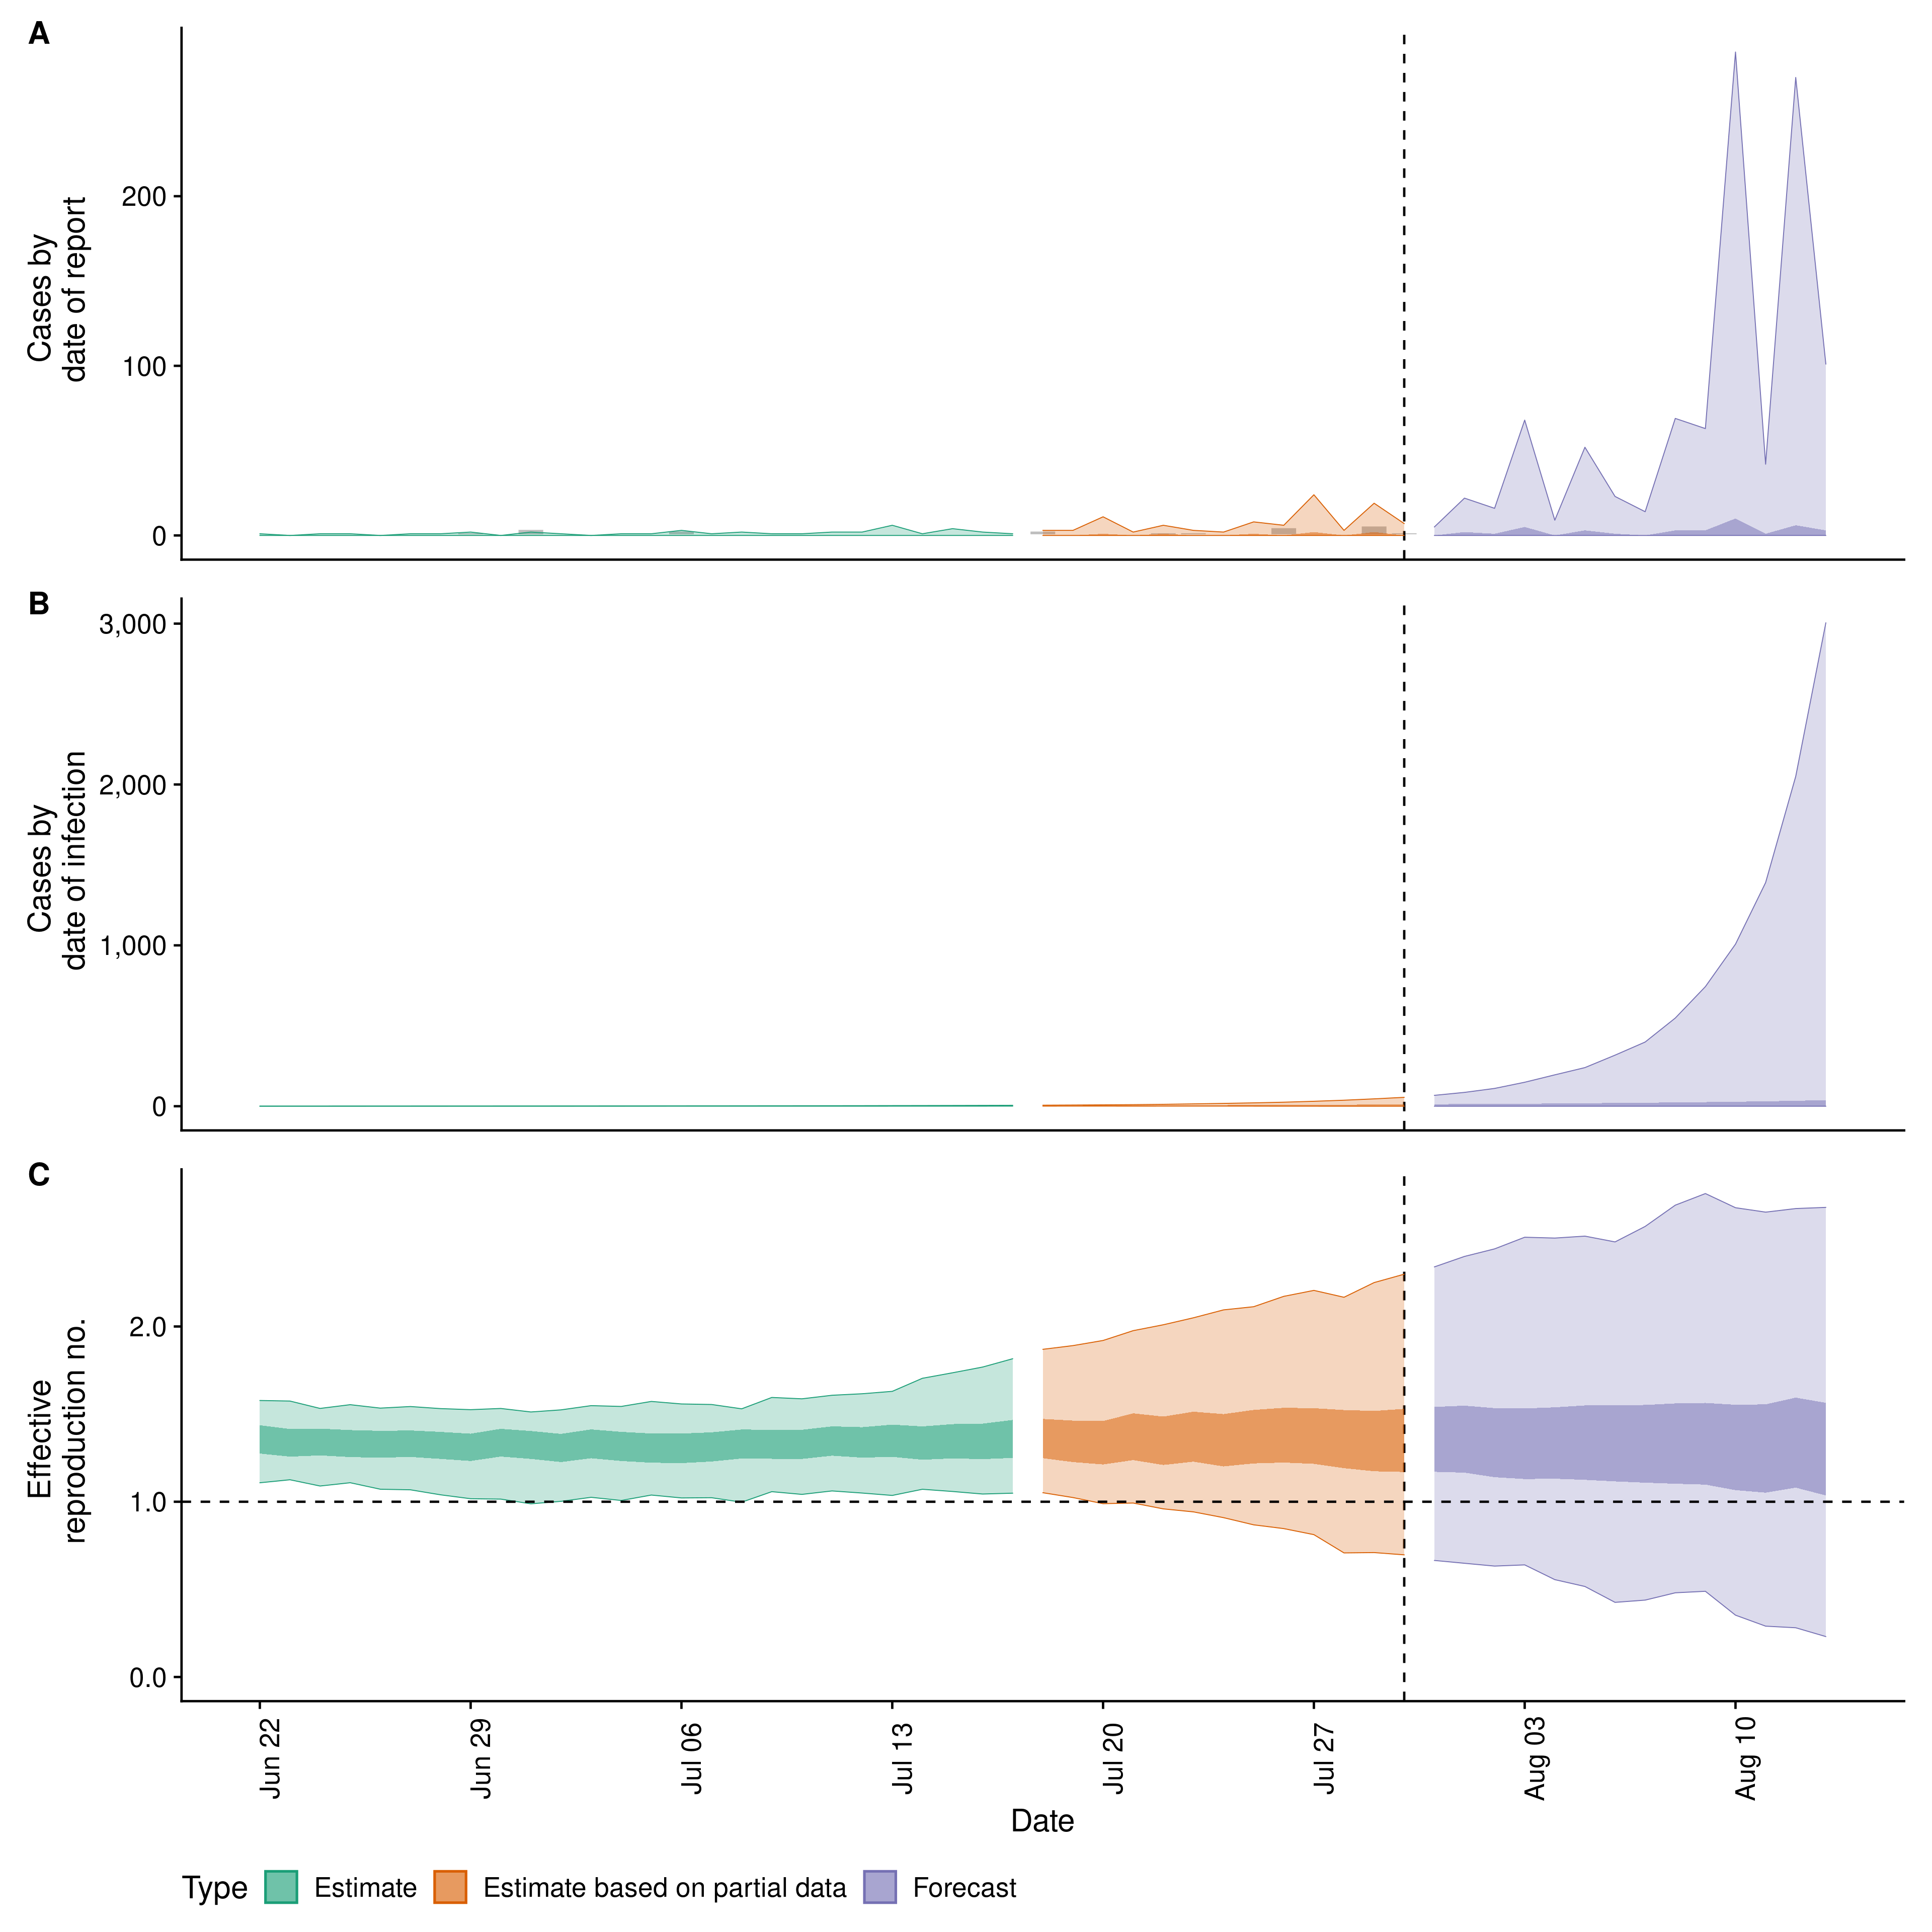 A
Cases by
date of report
200
100
0
B
Cases by
date of infection
3,000
2,000
1,000
0
C
Effective
reproduction no.
2.0
1.0
0.0
Jun 22
Jun 29
Jul 06
Jul 13
Jul 20
Jul 27
Aug 03
Aug 10
Date
Type Estimate Estimate based on partial data Forecast